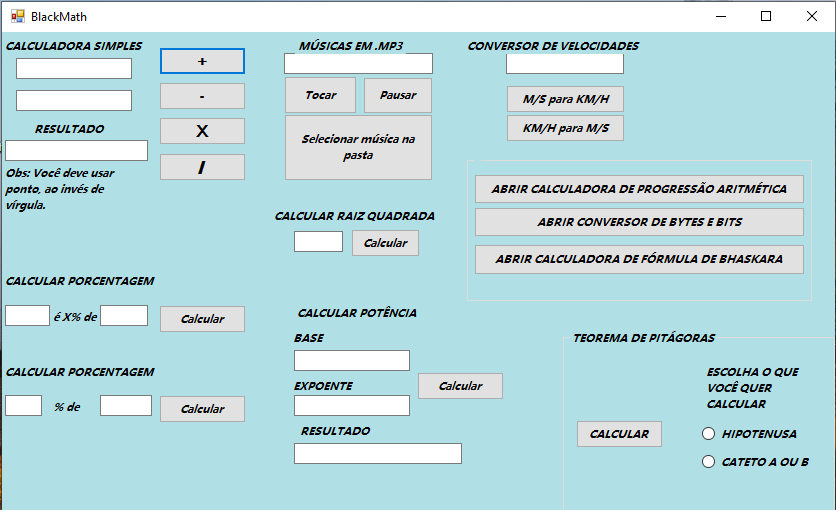 BlackMath
CALCULADORA SIMPLES
+
-
X
/
RESULTADO
Obs: Você deve usar
ponto, ao invés de
vírgula.
MÚSICAS EM .MP3
Tocar
Pausar
Selecionar música na
pasta
CONVERSOR DE VELOCIDADES
M/S para KM/H
KM/H para M/S
ABRIR CALCULADORA DE PROGRESSÃO ARITMÉTICA
ABRIR CONVERSOR DE BYTES E BITS
ABRIR CALCULADORA DE FÓRMULA DE BHASKARA
CALCULAR RAIZ QUADRADA
Calcular
CALCULAR PORCENTAGEM
é X% de
Calcular
CALCULAR PORCENTAGEM
% de
Calcular
CALCULAR POTÊNCIA
BASE
EXPOENTE
Calcular
RESULTADO
TEOREMA DE PITÁGORAS
ESCOLHA O QUE
VOCÊ QUER
CALCULAR
CALCULAR
HIPOTENUSA
CATETO A OU B